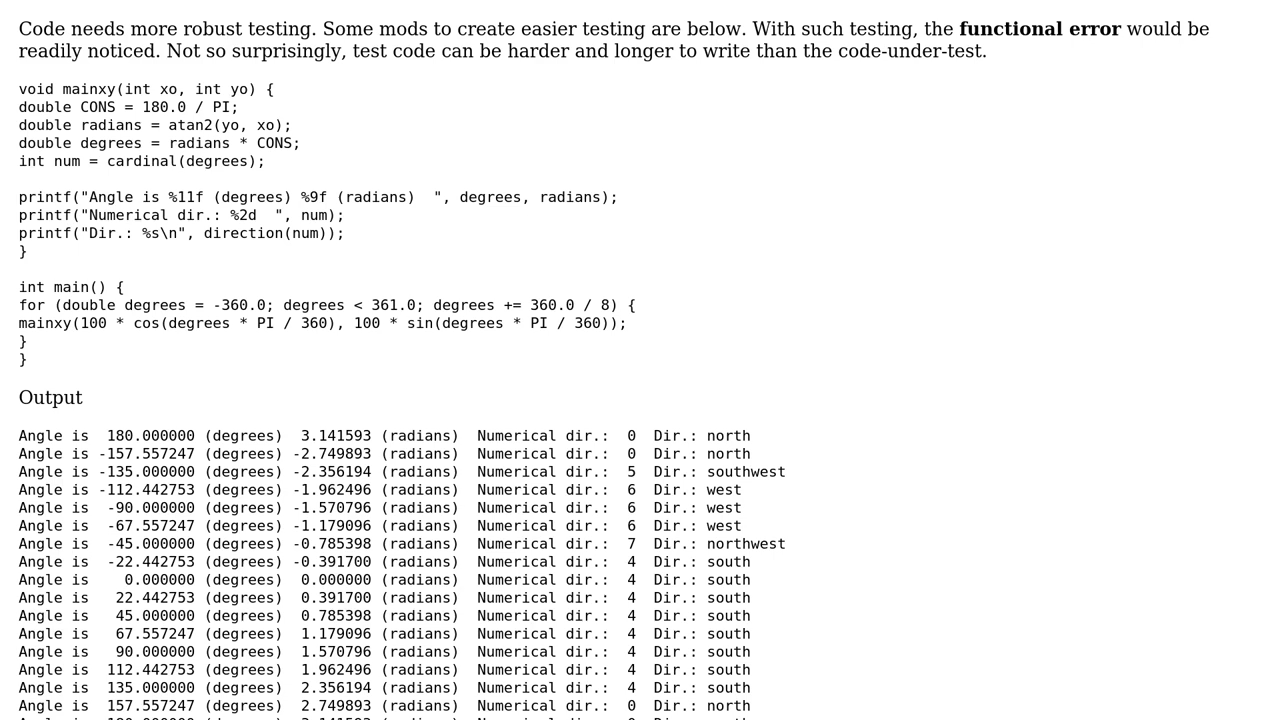 Code needs more robust testing. Some mods to create easier testing are below. With such testing, the functional error would be
readily noticed. Not so surprisingly, test code can be harder and longer to write than the code-under-test.
void mainxy(int xo, int yo) {
double CONS = 180.0 / PI;
double radians = atan2(yo, xo);
double degrees = radians * CONS;
int num = cardinal(degrees);
printf("Angle is %11f (degrees) %9f (radians)  ", degrees, radians);
printf("Numerical dir.: %2d  ", num);
printf("Dir.: %s\n", direction(num));
}
int main() {
for (double degrees = -360.0; degrees < 361.0; degrees += 360.0 / 8) {
mainxy(100 * cos(degrees * PI / 360), 100 * sin(degrees * PI / 360));
}
}
Output
Angle is  180.000000 (degrees)  3.141593 (radians)  Numerical dir.:  0  Dir.: north
Angle is -157.557247 (degrees) -2.749893 (radians)  Numerical dir.:  0  Dir.: north
Angle is -135.000000 (degrees) -2.356194 (radians)  Numerical dir.:  5  Dir.: southwest
Angle is -112.442753 (degrees) -1.962496 (radians)  Numerical dir.:  6  Dir.: west
Angle is  -90.000000 (degrees) -1.570796 (radians)  Numerical dir.:  6  Dir.: west
Angle is  -67.557247 (degrees) -1.179096 (radians)  Numerical dir.:  6  Dir.: west
Angle is  -45.000000 (degrees) -0.785398 (radians)  Numerical dir.:  7  Dir.: northwest
Angle is  -22.442753 (degrees) -0.391700 (radians)  Numerical dir.:  4  Dir.: south
Angle is    0.000000 (degrees)  0.000000 (radians)  Numerical dir.:  4  Dir.: south
Angle is   22.442753 (degrees)  0.391700 (radians)  Numerical dir.:  4  Dir.: south
Angle is   45.000000 (degrees)  0.785398 (radians)  Numerical dir.:  4  Dir.: south
Angle is   67.557247 (degrees)  1.179096 (radians)  Numerical dir.:  4  Dir.: south
Angle is   90.000000 (degrees)  1.570796 (radians)  Numerical dir.:  4  Dir.: south
Angle is  112.442753 (degrees)  1.962496 (radians)  Numerical dir.:  4  Dir.: south
Angle is  135.000000 (degrees)  2.356194 (radians)  Numerical dir.:  4  Dir.: south
Angle is  157.557247 (degrees)  2.749893 (radians)  Numerical dir.:  0  Dir.: north